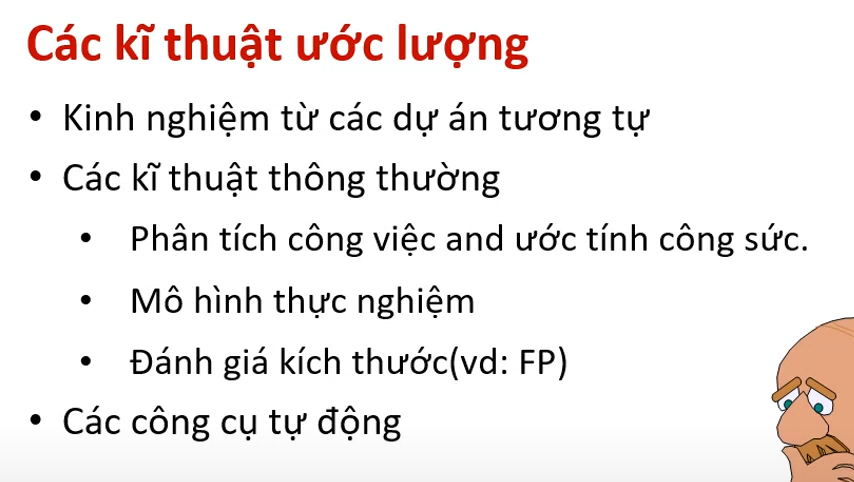 Các kĩ thuật ước lượng
• Kinh nghiệm từ các dự án tương tự
• Các kĩ thuật thông thường
• Phân tích công việc and ước tính công sức.
• Mô hình thực nghiệm
• Đánh giá kích thước(vd: FP)
• Các công cụ tự động